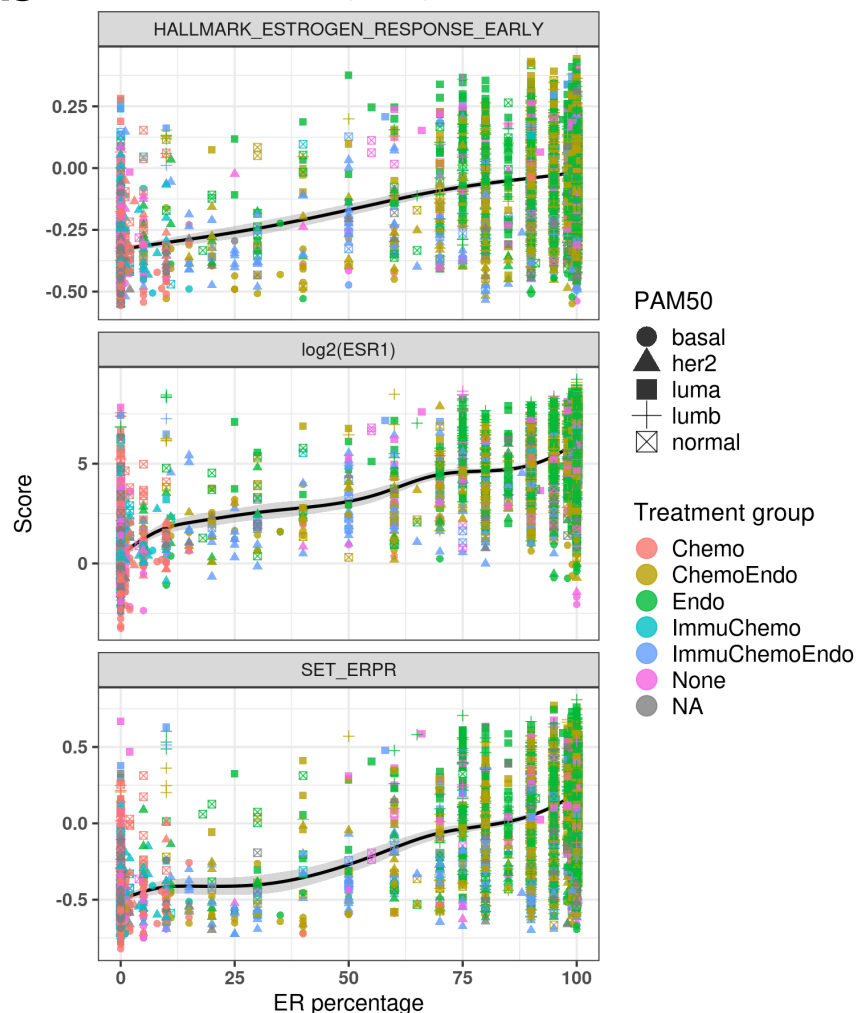 HALLMARK_ESTROGEN_RESPONSE_EARLY
0.25
0.00
-0.25
-0.50
log2(ESR1)
5
0
SET_ERPR
0.5
0.0
-0.5
0
25
50
75
100
ER percentage
Score
PAM50
basal
her2
luma
lumb
normal
Treatment group
Chemo
ChemoEndo
Endo
ImmuChemo
ImmuChemoEndo
None
NA